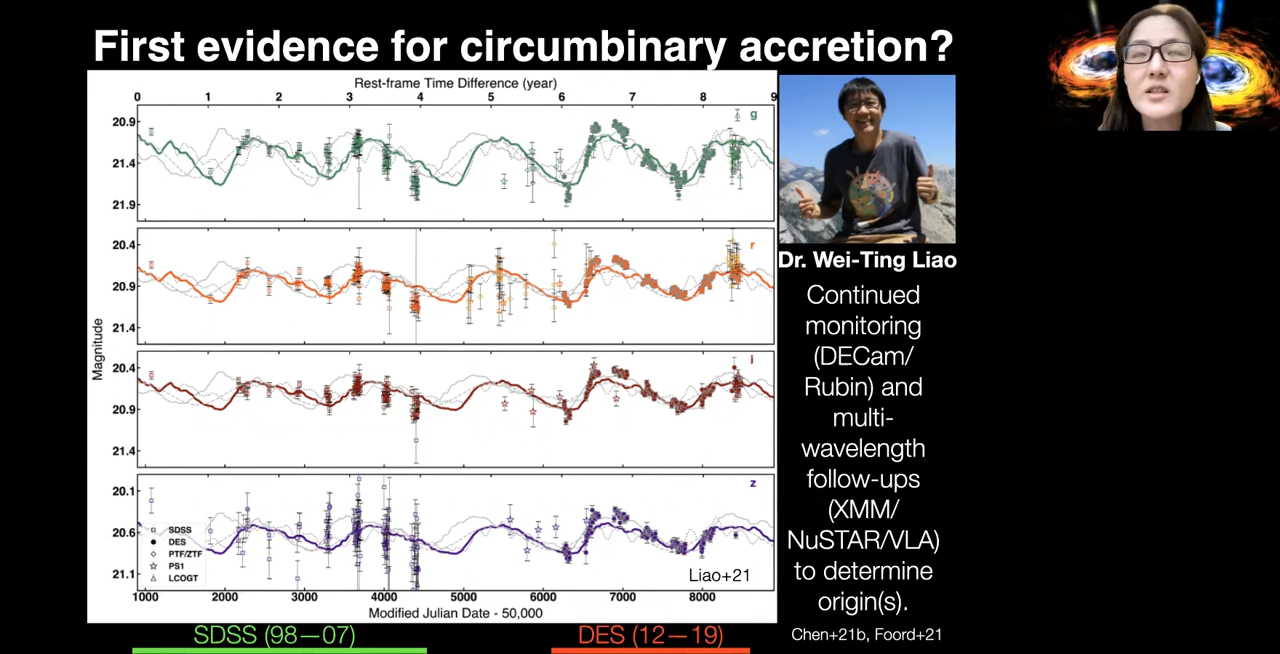 First evidence for circumbinary accretion?
Rest-frame Time Difference (year)
0 1 2 3 4 5 6 7 8 9
20.9
g
21.4
21.9
20.4
r
20.9
21.4
20.4
i
20.9
21.4
20.1
z
20.6
21.1
Magnitude
SDSS
DES
PTF/ZTF
PS1
LCOGT
Liao+21
1000 2000 3000 4000 5000 6000 7000 8000
Modified Julian Date - 50,000
SDSS (98—07)
DES (12—19)
Dr. Wei-Ting Liao
Continued
monitoring
(DECam/
Rubin) and
multi-
wavelength
follow-ups
(XMM/
NuSTAR/VLA)
to determine
origin(s).
Chen+21b, Foord+21